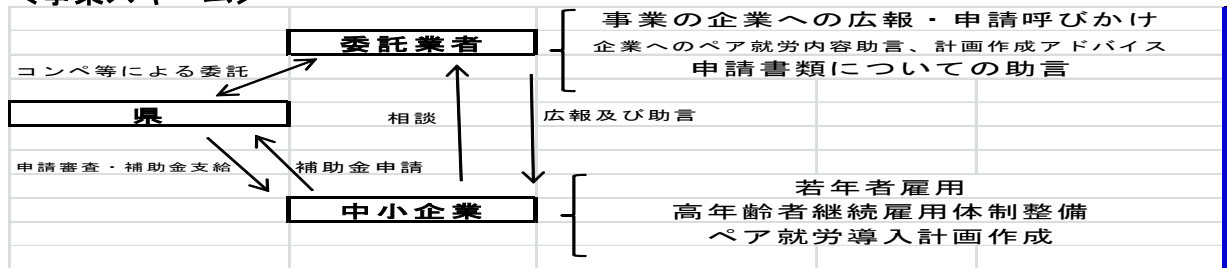 事業の企業への広報・申請呼びかけ
委託業者
企業へのペア就労内容助言、計画作成アドバイス
コンペ等による委託
申請書類についての助言
県
相談
広報及び助言
申請審査・補助金支給
補助金申請
若年者雇用
中小企業
高年齢者継続雇用体制整備
ペア就労導入計画作成